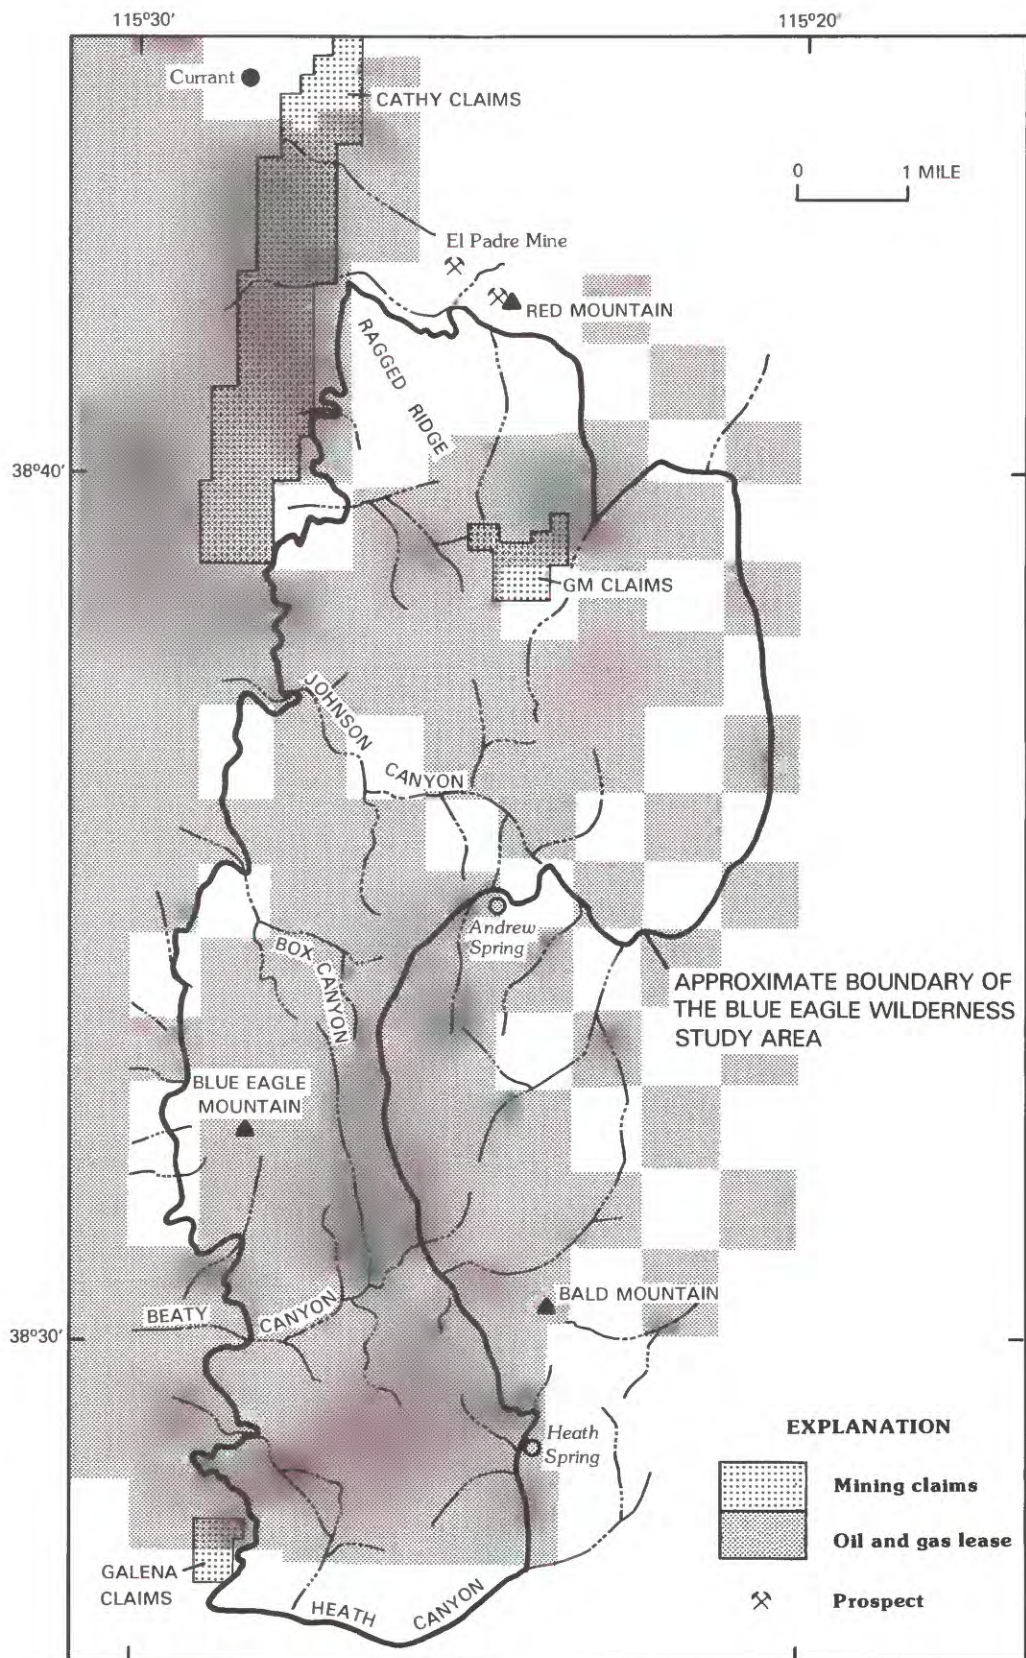 115°30'
115°20'
Currant
CATHY CLAIMS
0 1 MILE
El Padre Mine
RED MOUNTAIN
RAGGED RIDGE
38°40'
GM CLAIMS
JOHNSON
CANYON
Andrew
Spring
BOX CANYON
APPROXIMATE BOUNDARY OF
THE BLUE EAGLE WILDERNESS
STUDY AREA
BLUE EAGLE
MOUNTAIN
BALD MOUNTAIN
BEATY
CANYON
38°30'
Heath
Spring
EXPLANATION
Mining claims
Oil and gas lease
Prospect
GALENA
CLAIMS
HEATH
CANYON